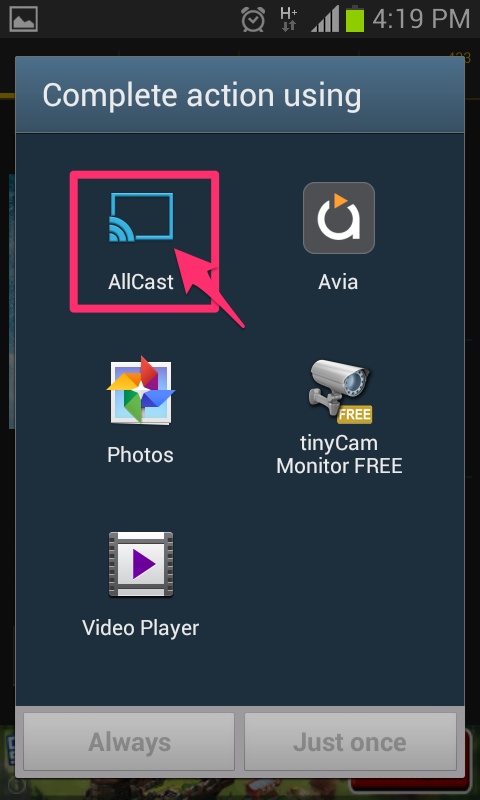 H+
4:19 PM
Complete action using
AllCast
Avia
Photos
FREE
tinyCam
Monitor FREE
Video Player
Always
Just once